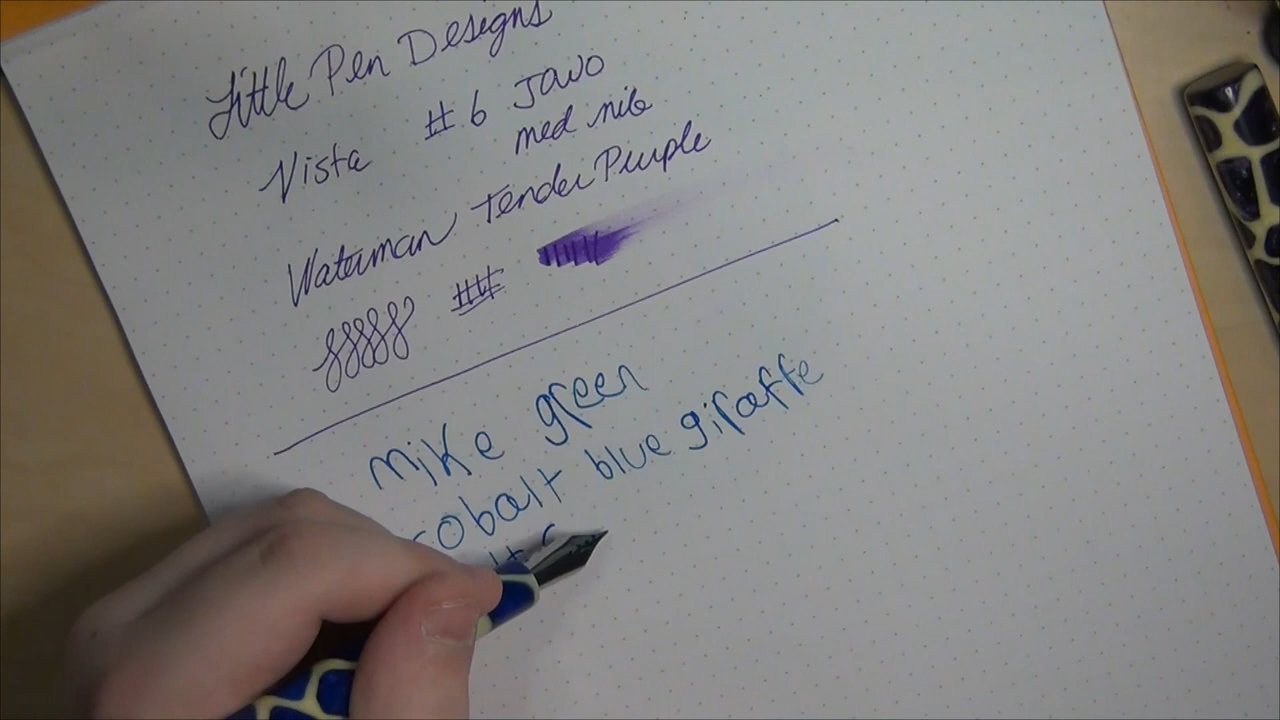 Little Pen Designs
Vista #6 JOWO
med nib
Waterman Tender Purple
mike green
cobalt blue giraffe